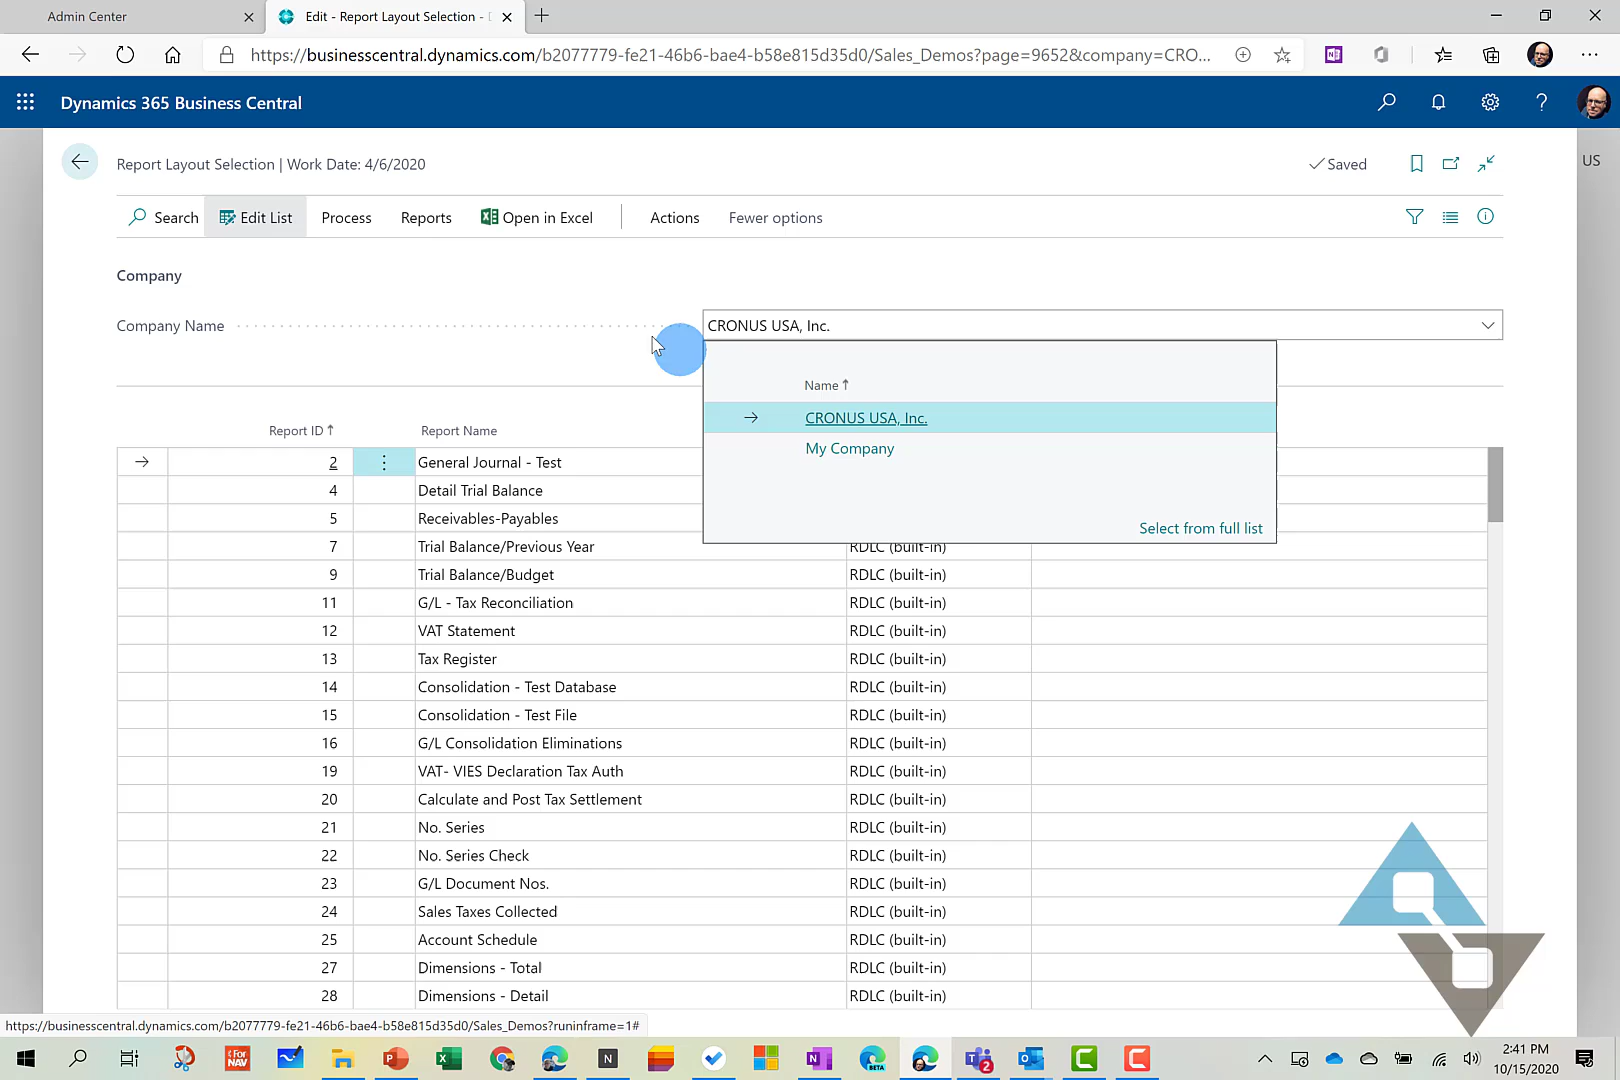 Admin Center
Edit - Report Layout Selection -
https://businesscentral.dynamics.com/b2077779-fe21-46b6-bae4-b58e815d35d0/Sales_Demos?page=9652&company=CRO...
Dynamics 365 Business Central
?
Report Layout Selection | Work Date: 4/6/2020
Saved
US
Search
Edit List
Process
Reports
Open in Excel
Actions
Fewer options
Company
Company Name
CRONUS USA, Inc.
Name ↑
CRONUS USA, Inc.
My Company
Select from full list
Report ID ↑ Report Name
2 General Journal - Test
4 Detail Trial Balance
5 Receivables-Payables
7 Trial Balance/Previous Year RDLC (built-in)
9 Trial Balance/Budget RDLC (built-in)
11 G/L - Tax Reconciliation RDLC (built-in)
12 VAT Statement RDLC (built-in)
13 Tax Register RDLC (built-in)
14 Consolidation - Test Database RDLC (built-in)
15 Consolidation - Test File RDLC (built-in)
16 G/L Consolidation Eliminations RDLC (built-in)
19 VAT- VIES Declaration Tax Auth RDLC (built-in)
20 Calculate and Post Tax Settlement RDLC (built-in)
21 No. Series RDLC (built-in)
22 No. Series Check RDLC (built-in)
23 G/L Document Nos. RDLC (built-in)
24 Sales Taxes Collected RDLC (built-in)
25 Account Schedule RDLC (built-in)
27 Dimensions - Total RDLC (built-in)
28 Dimensions - Detail RDLC (built-in)
https://businesscentral.dynamics.com/b2077779-fe21-46b6-bae4-b58e815d35d0/Sales_Demos?runinframe=1#
For NAV
BETA
2
2:41 PM
10/15/2020